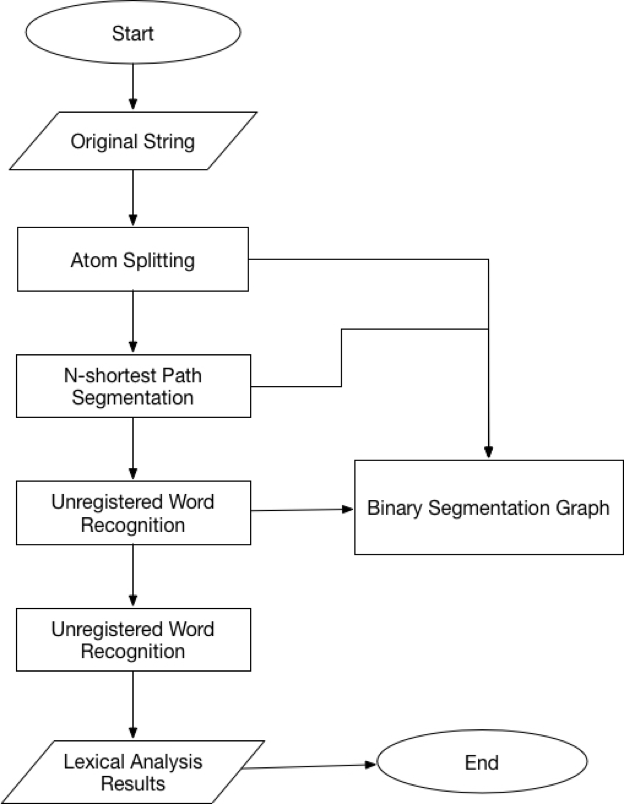 Start
Original String
Atom Splitting
N-shortest Path
Segmentation
Unregistered Word
Recognition
Binary Segmentation Graph
Unregistered Word
Recognition
Lexical Analysis
Results
End